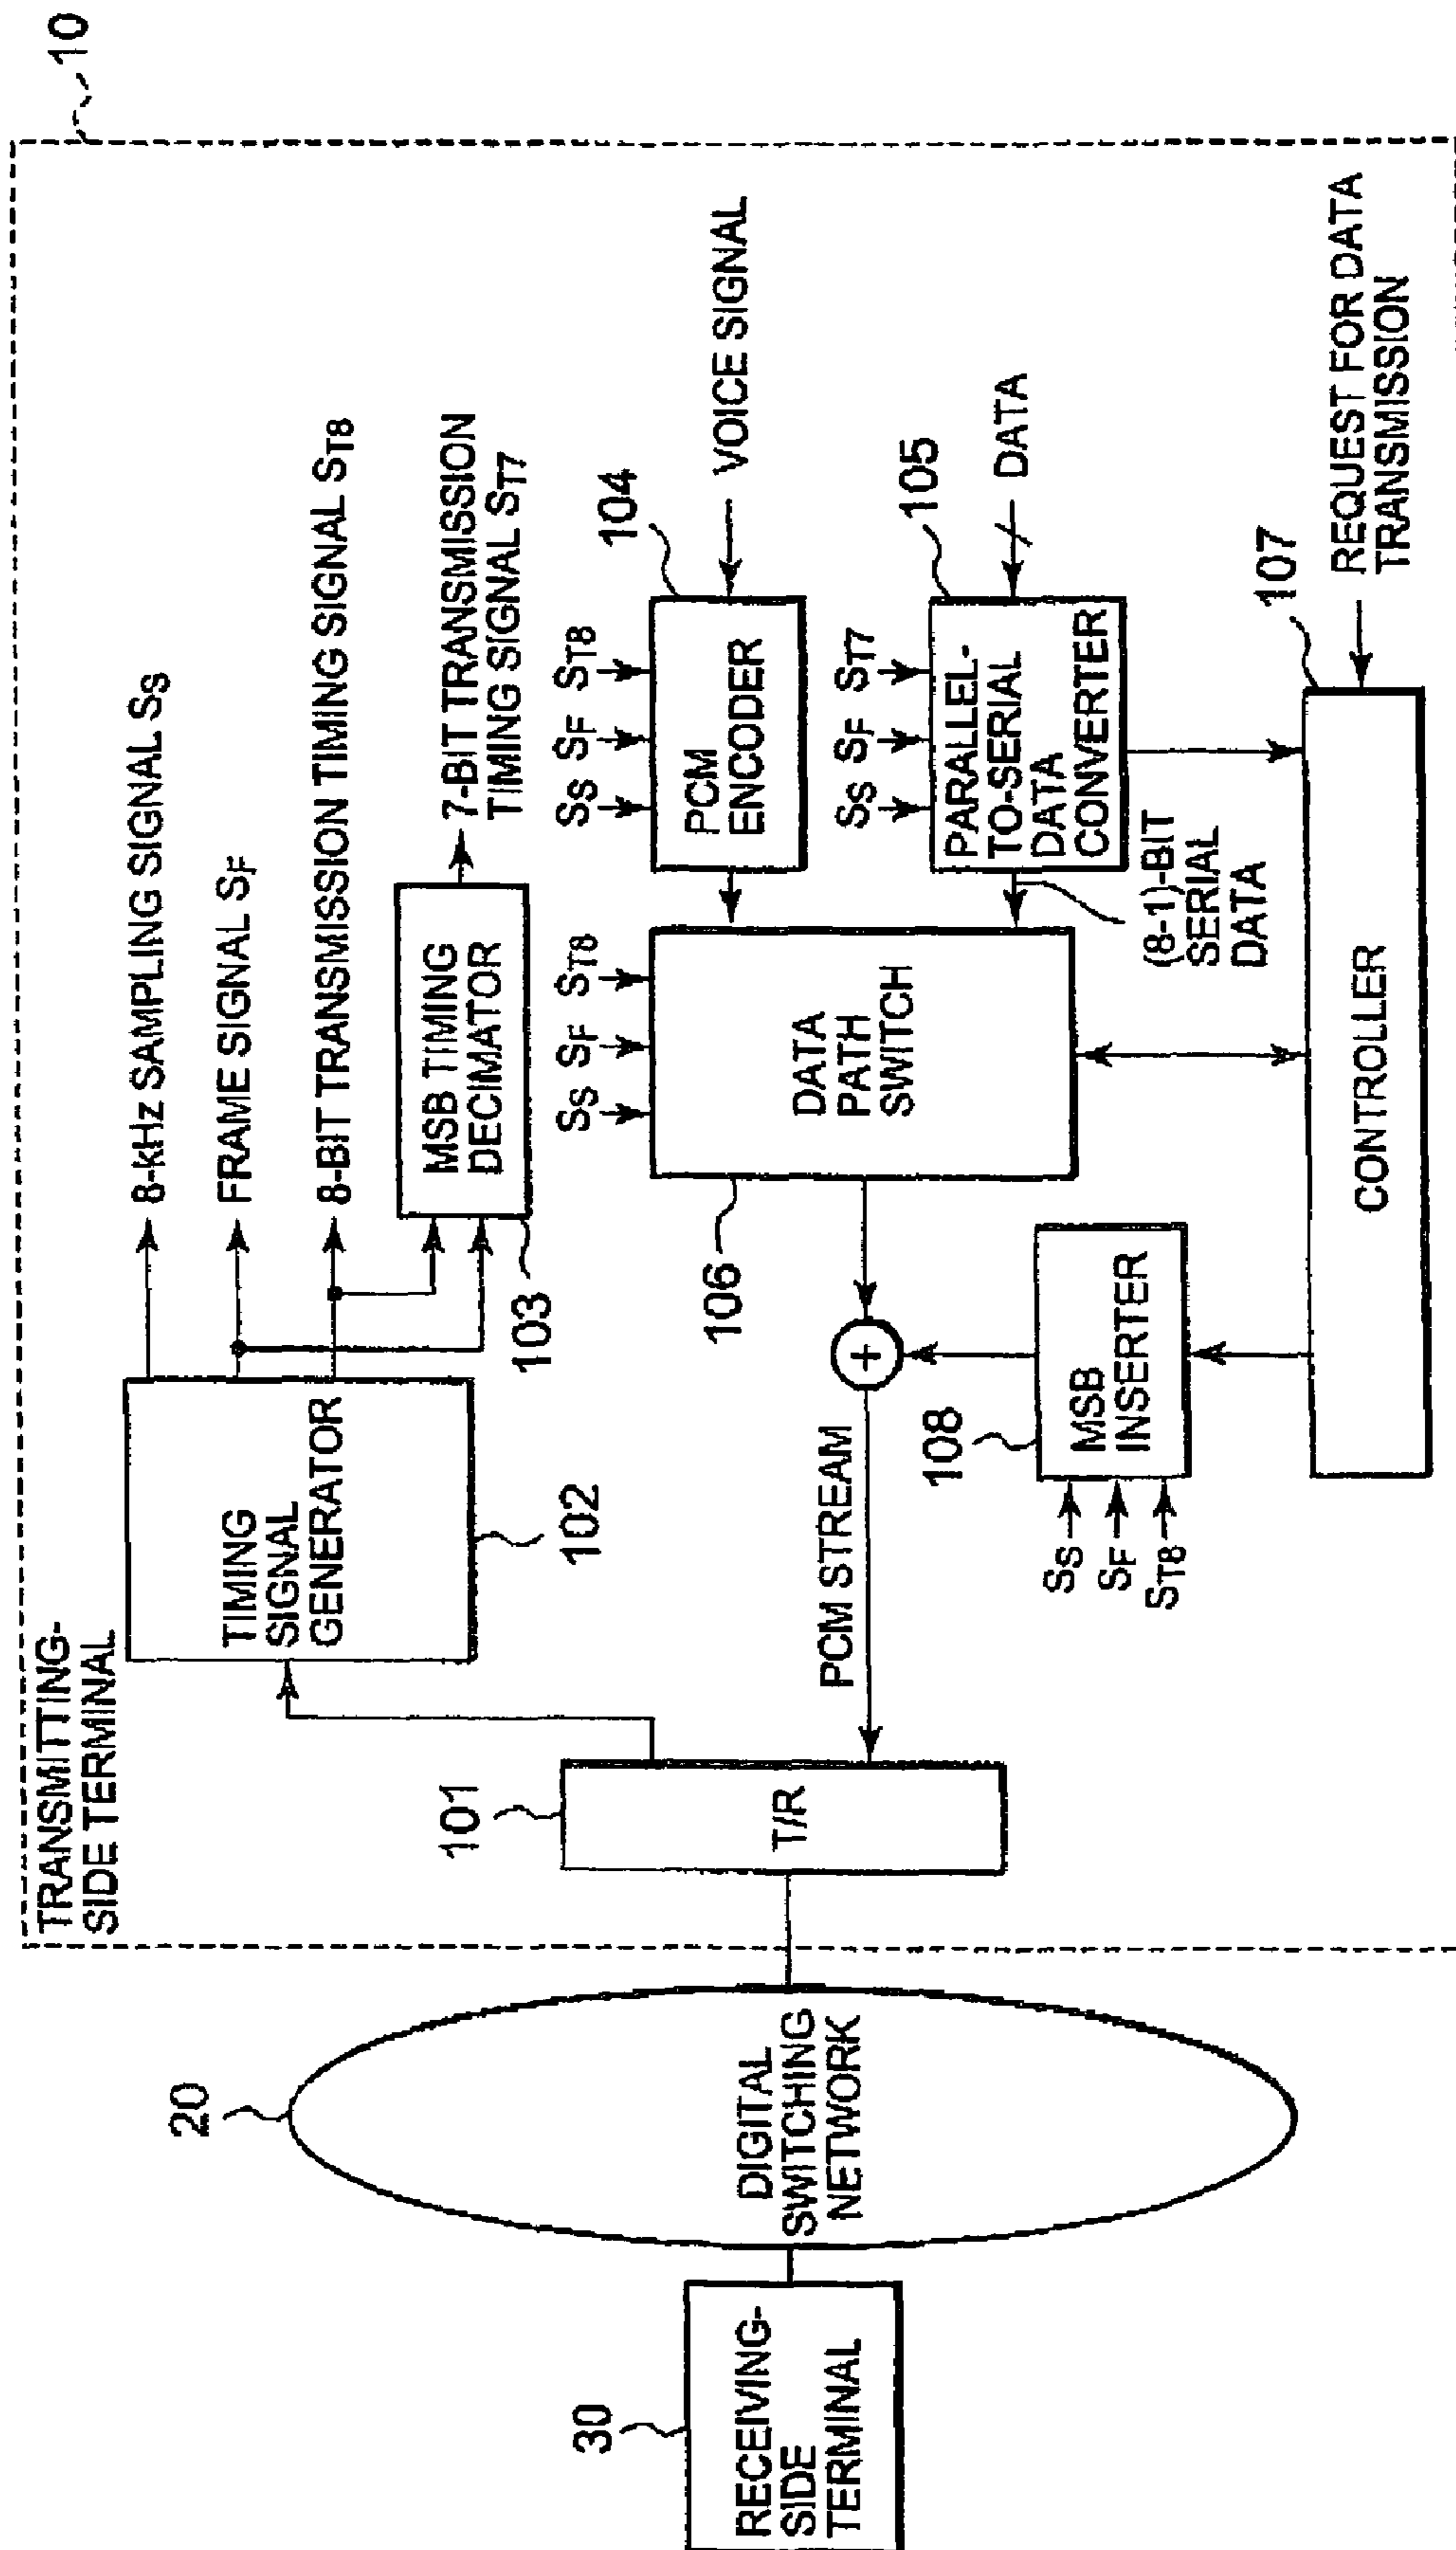 10
TRANSMITTING-
SIDE TERMINAL
TIMING
SIGNAL
GENERATOR
102
8-kHz SAMPLING SIGNAL SS
FRAME SIGNAL SF
8-BIT TRANSMISSION TIMING SIGNAL ST8
MSB TIMING
DECIMATOR
103
7-BIT TRANSMISSION
TIMING SIGNAL ST7
20
DIGITAL
SWITCHING
NETWORK
30
RECEIVING-
SIDE
TERMINAL
101
T/R
PCM STREAM
+
106
SS SF ST8
DATA
PATH
SWITCH
SS SF ST8
104
PCM
ENCODER
VOICE SIGNAL
SS SF ST7
105
PARALLEL-
TO-SERIAL
DATA
CONVERTER
DATA
(8-1)-BIT
SERIAL
DATA
108
MSB
INSERTER
SS
SF
ST8
107
CONTROLLER
REQUEST FOR DATA
TRANSMISSION